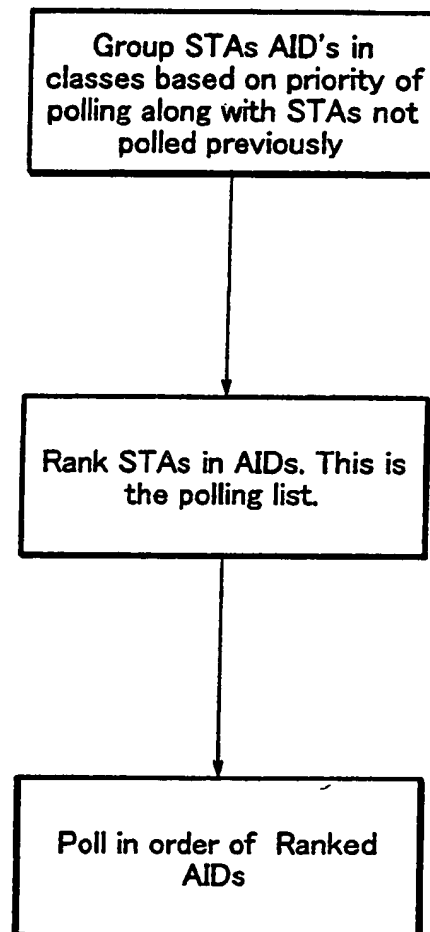 Group STAs AID's in
classes based on priority of
polling along with STAs not
polled previously
Rank STAs in AIDs. This is
the polling list.
Poll in order of Ranked
AIDs